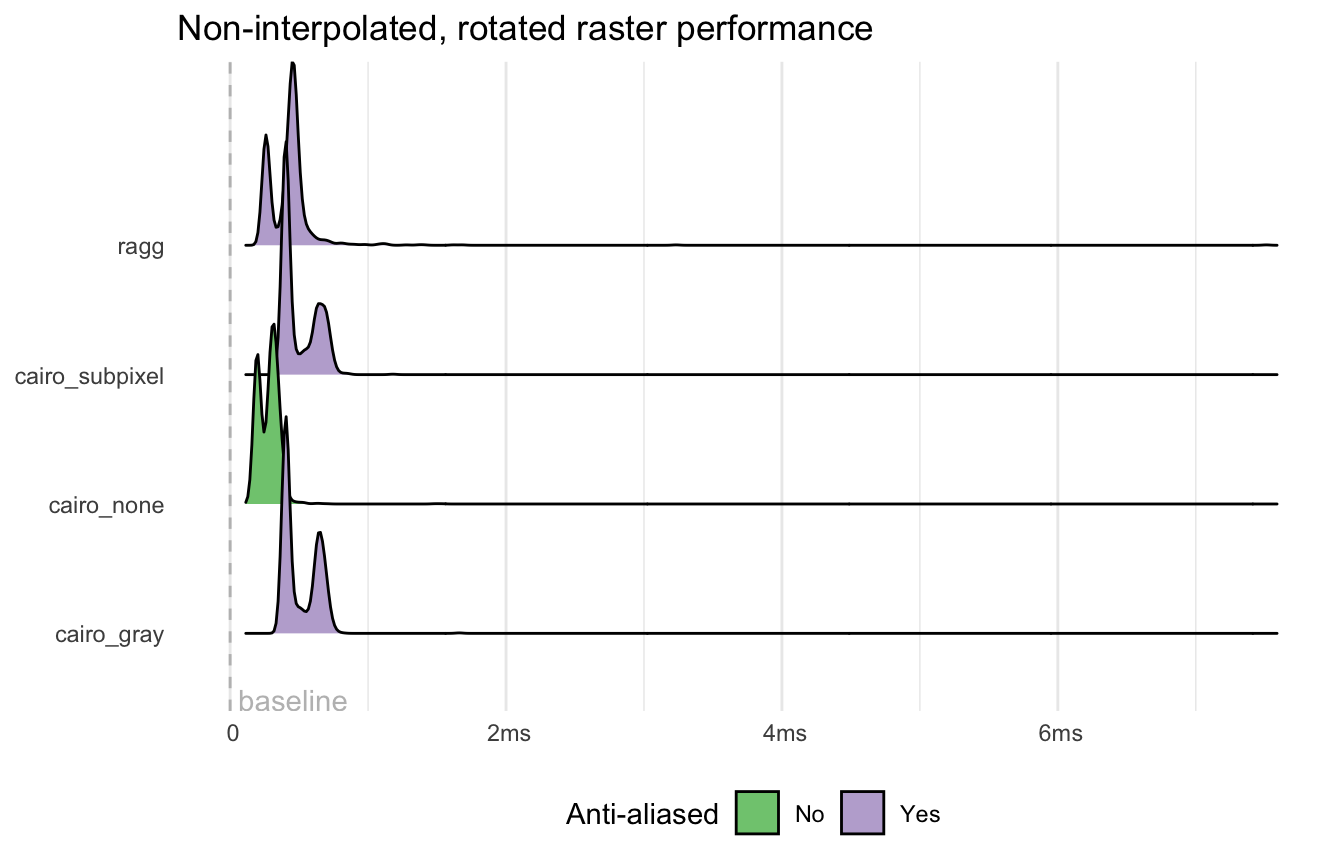 Non-interpolated, rotated raster performance
ragg
cairo_subpixel
cairo_none
cairo_gray
baseline
0 2ms 4ms 6ms
Anti-aliased No Yes